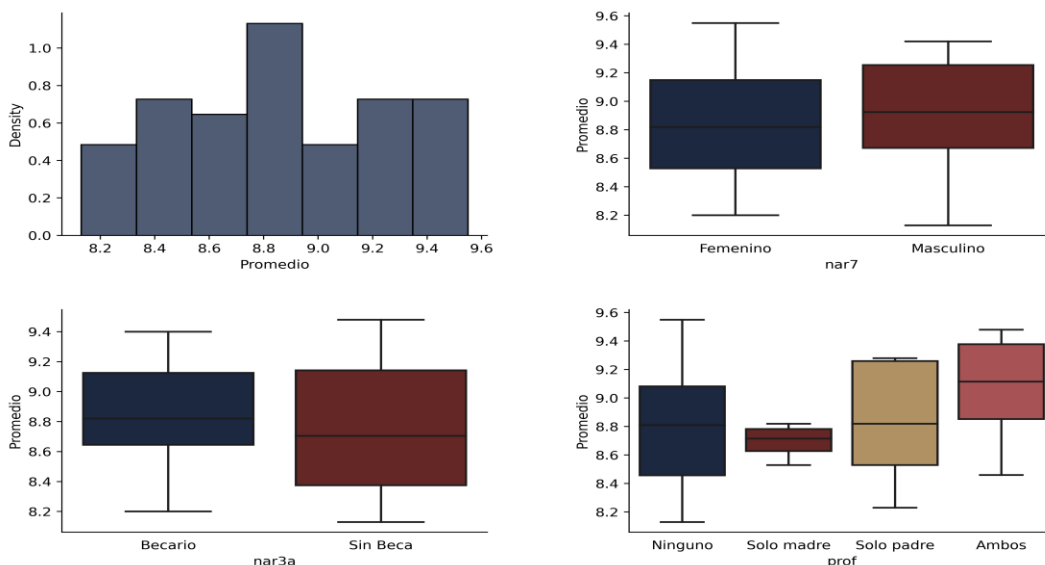 Density
1.0
0.8
0.6
0.4
0.2
0.0
8.2 8.4 8.6 8.8 9.0 9.2 9.4 9.6
Promedio
Promedio
9.6
9.4
9.2
9.0
8.8
8.6
8.4
8.2
Femenino Masculino
nar7
Promedio
9.4
9.2
9.0
8.8
8.6
8.4
8.2
Becario Sin Beca
nar3a
Promedio
9.6
9.4
9.2
9.0
8.8
8.6
8.4
8.2
Ninguno Solo madre Solo padre Ambos
prof